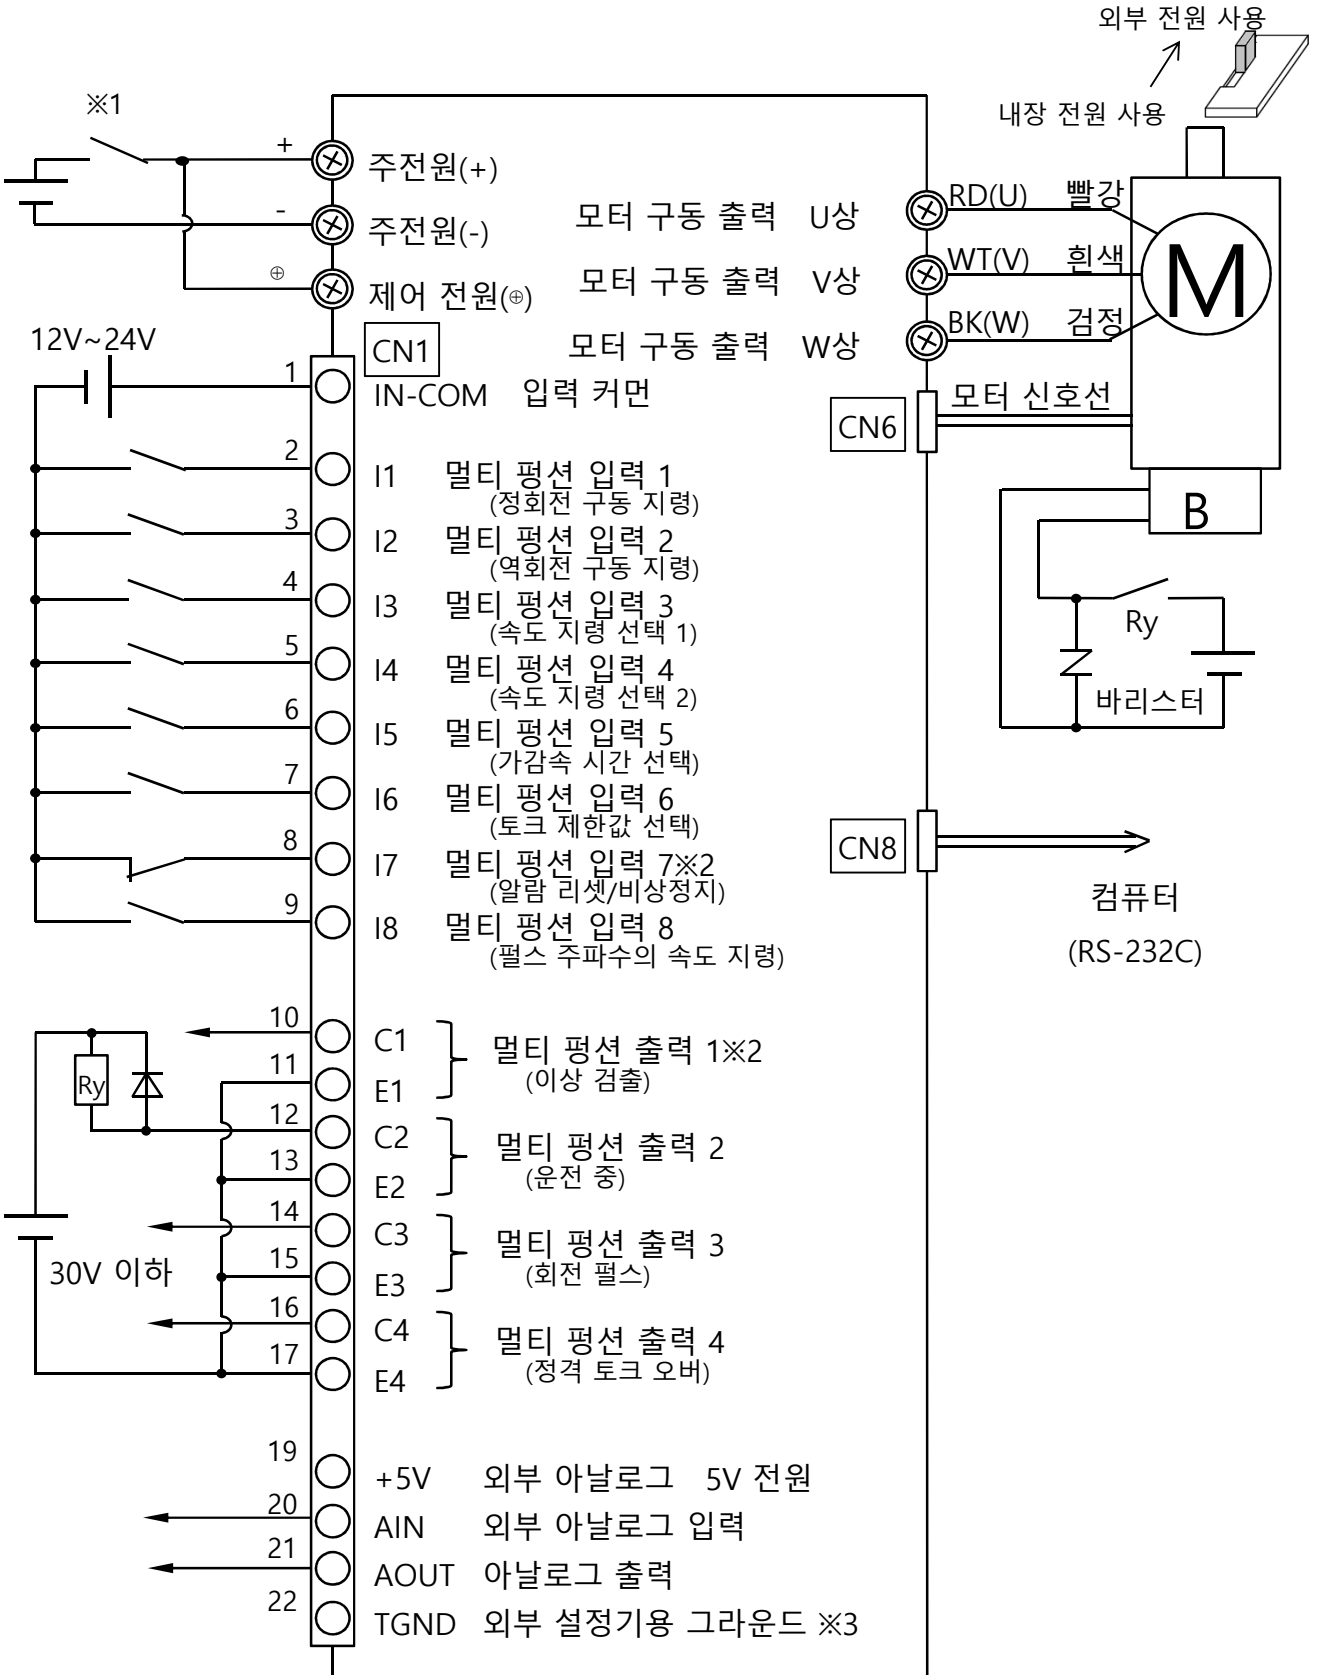 외부 전원 사용
내장 전원 사용
※1
+
주전원(+)
-
주전원(-)
⊕
제어 전원(⊕)
모터 구동 출력 U상
RD(U) 빨강
모터 구동 출력 V상
WT(V) 흰색
모터 구동 출력 W상
BK(W) 검정
M
12V~24V
CN1
1
IN-COM 입력 커먼
CN6
모터 신호선
B
Ry
바리스터
2
I1 멀티 펑션 입력 1
(정회전 구동 지령)
3
I2 멀티 펑션 입력 2
(역회전 구동 지령)
4
I3 멀티 펑션 입력 3
(속도 지령 선택 1)
5
I4 멀티 펑션 입력 4
(속도 지령 선택 2)
6
I5 멀티 펑션 입력 5
(가감속 시간 선택)
7
I6 멀티 펑션 입력 6
(토크 제한값 선택)
8
I7 멀티 펑션 입력 7※2
(알람 리셋/비상정지)
9
I8 멀티 펑션 입력 8
(펄스 주파수의 속도 지령)
CN8
컴퓨터
(RS-232C)
10
C1
11
E1
멀티 펑션 출력 1※2
(이상 검출)
Ry
12
C2
13
E2
멀티 펑션 출력 2
(운전 중)
14
C3
15
E3
멀티 펑션 출력 3
(회전 펄스)
30V 이하
16
C4
17
E4
멀티 펑션 출력 4
(정격 토크 오버)
19
+5V 외부 아날로그 5V 전원
20
AIN 외부 아날로그 입력
21
AOUT 아날로그 출력
22
TGND 외부 설정기용 그라운드 ※3